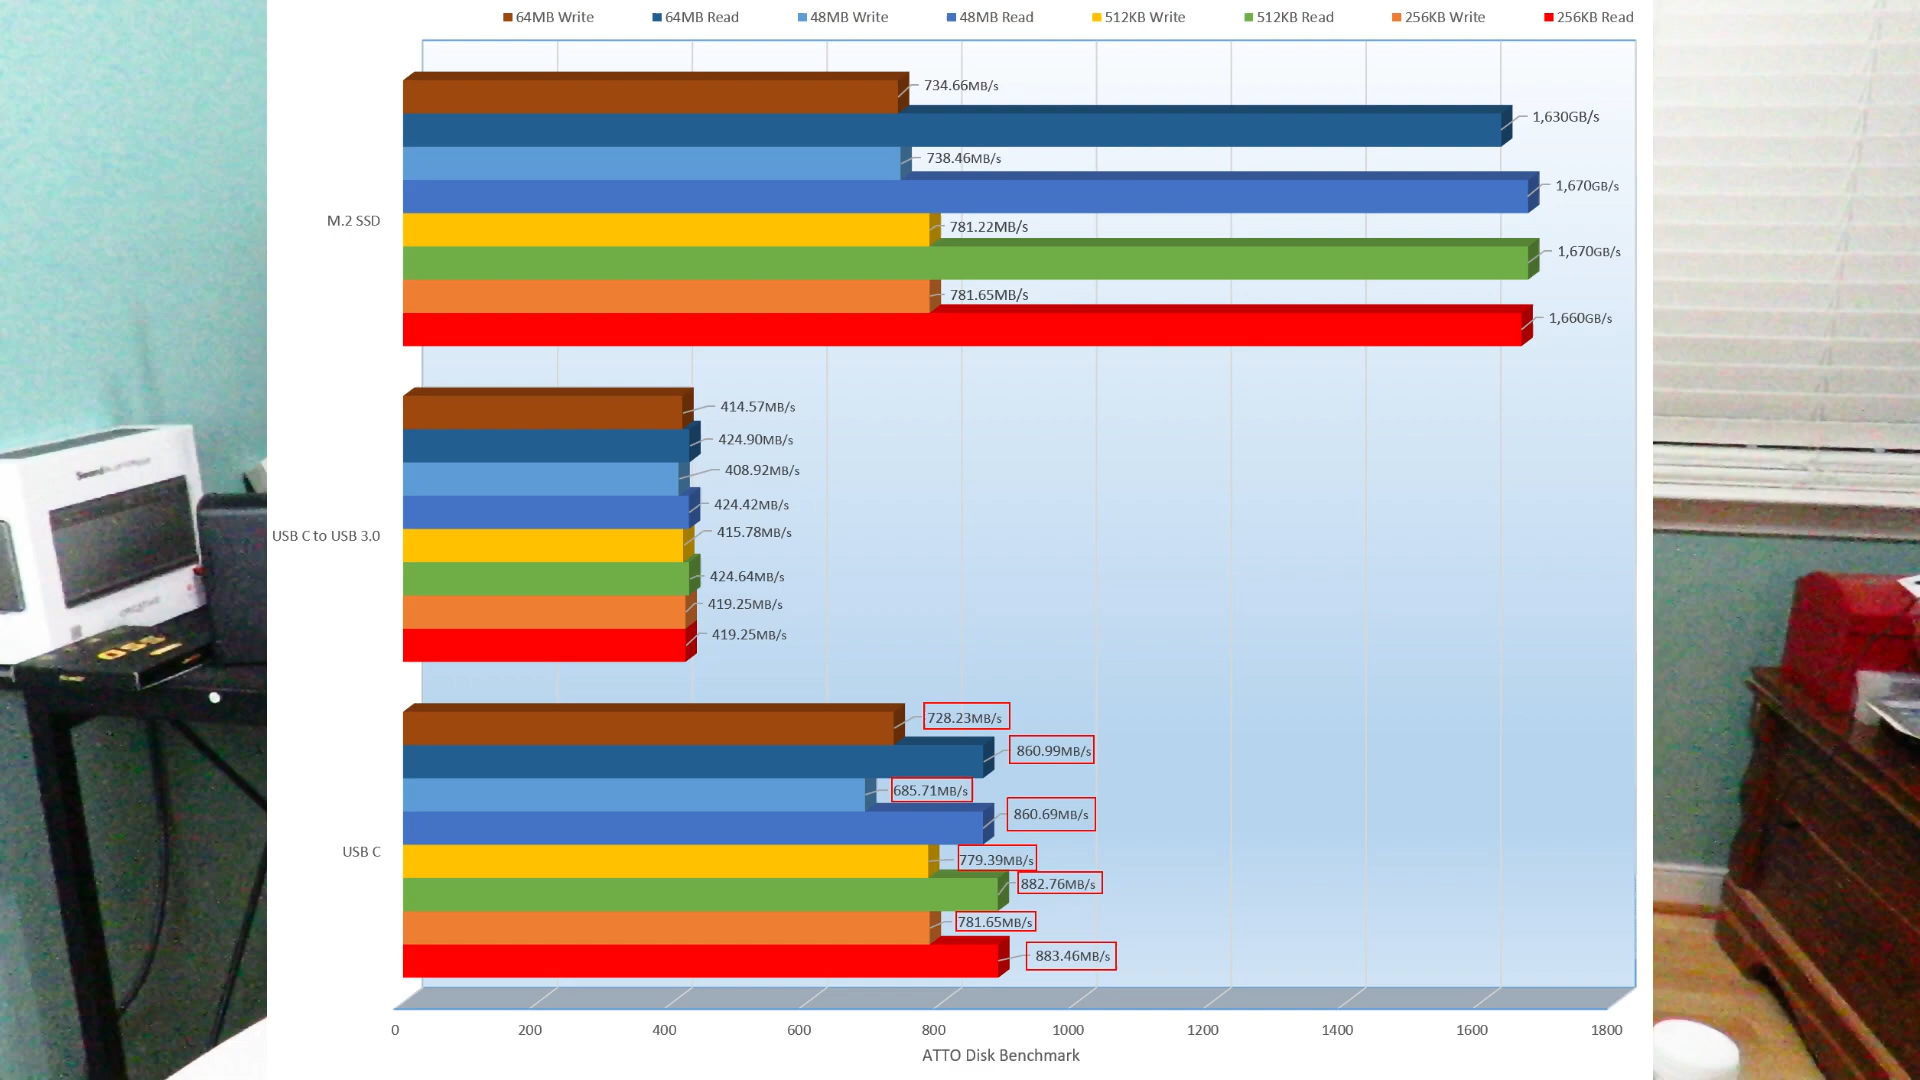 64MB Write 64MB Read 48MB Write 48MB Read 512KB Write 512KB Read 256KB Write 256KB Read
M.2 SSD
734.66MB/s
1,630GB/s
738.46MB/s
1,670GB/s
781.22MB/s
1,670GB/s
781.65MB/s
1,660GB/s
USB C to USB 3.0
414.57MB/s
424.90MB/s
408.92MB/s
424.42MB/s
415.78MB/s
424.64MB/s
419.25MB/s
419.25MB/s
USB C
728.23MB/s
860.99MB/s
685.71MB/s
860.69MB/s
779.39MB/s
882.76MB/s
781.65MB/s
883.46MB/s
0 200 400 600 800 1000 1200 1400 1600 1800
ATTO Disk Benchmark
SSD